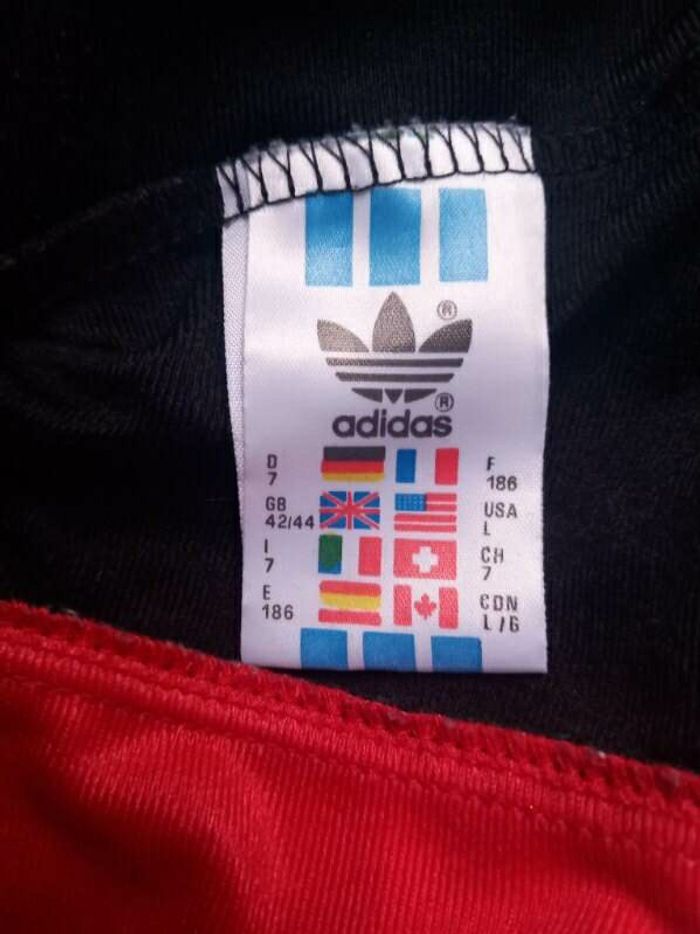 ®
adidas®
D 7 F 186
GB 42/44 USA L
I 7 CH 7
E 186 CDN L/G